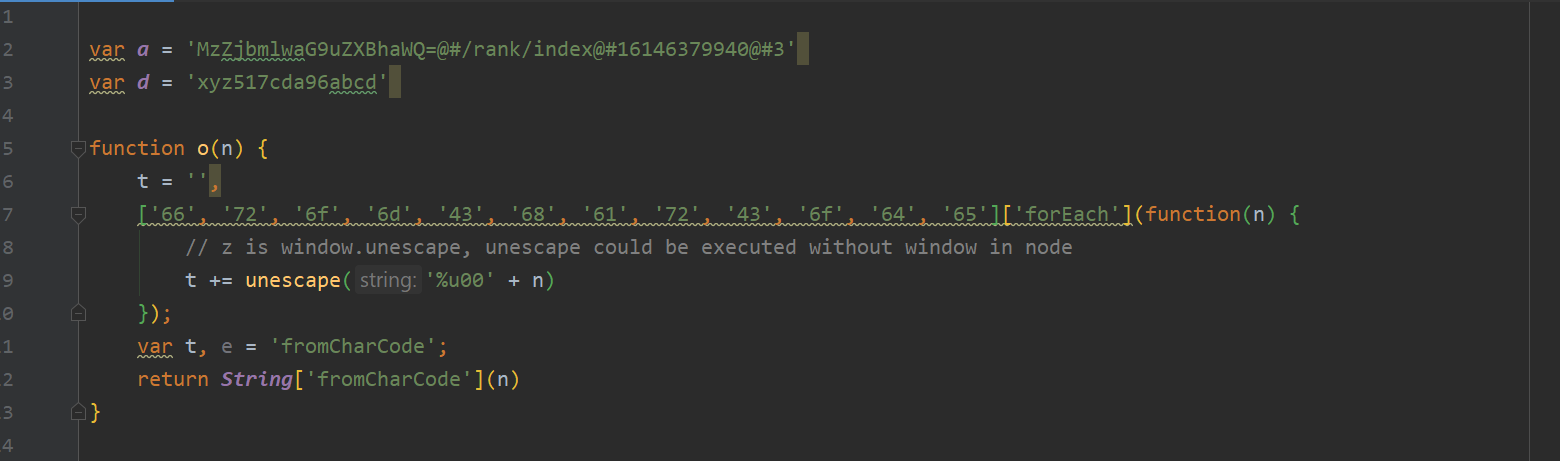 1
2 var a = 'MzZjbmlwaG9uZXBhaWQ=@#/rank/index@#16146379940@#3'
3 var d = 'xyz517cda96abcd'
4
5 function o(n) {
6 t = '',
7 ['66', '72', '6f', '6d', '43', '68', '61', '72', '43', '6f', '64', '65']['forEach'](function(n) {
8 // z is window.unescape, unescape could be executed without window in node
9 t += unescape( string: '%u00' + n)
0 });
1 var t, e = 'fromCharCode';
2 return String['fromCharCode'](n)
3 }
4